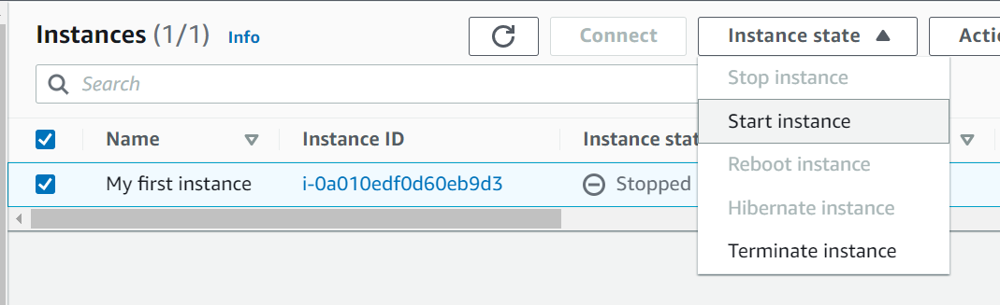 Instances (1/1) Info Connect Instance state Acti
Search
Stop instance
Start instance
Name Instance ID Instance stat
Reboot instance
My first instance i-0a010edf0d60eb9d3 Stopped
Hibernate instance
Terminate instance